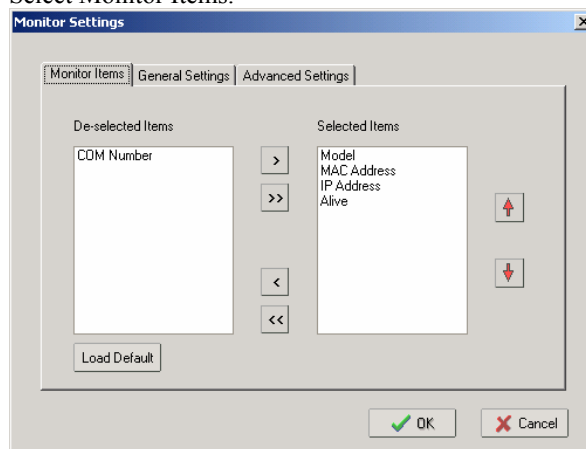 Select Monitor Items.
Monitor Settings
Monitor Items General Settings Advanced Settings
De-selected Items Selected Items
COM Number
Model
MAC Address
IP Address
Alive
>
>>
<
<<
Load Default
OK Cancel